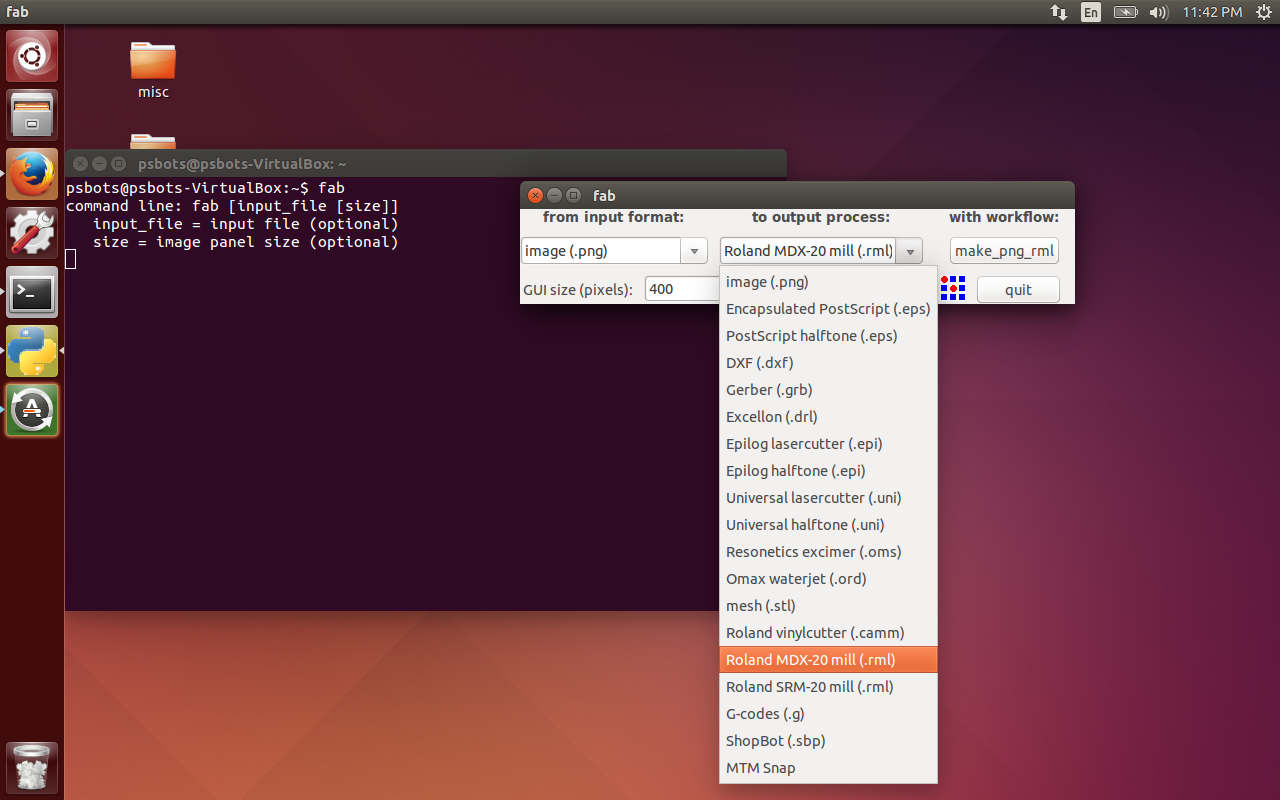 fab
En
11:42 PM
misc
psbots@psbots-VirtualBox: ~
psbots@psbots-VirtualBox:~$ fab
command line: fab [input_file [size]]
input_file = input file (optional)
size = image panel size (optional)
fab
from input format: to output process: with workflow:
image (.png) Roland MDX-20 mill (.rml) make_png_rml
GUI size (pixels): 400 quit
image (.png)
Encapsulated PostScript (.eps)
PostScript halftone (.eps)
DXF (.dxf)
Gerber (.grb)
Excellon (.drl)
Epilog lasercutter (.epi)
Epilog halftone (.epi)
Universal lasercutter (.uni)
Universal halftone (.uni)
Resonetics excimer (.oms)
Omax waterjet (.ord)
mesh (.stl)
Roland vinylcutter (.camm)
Roland MDX-20 mill (.rml)
Roland SRM-20 mill (.rml)
G-codes (.g)
ShopBot (.sbp)
MTM Snap